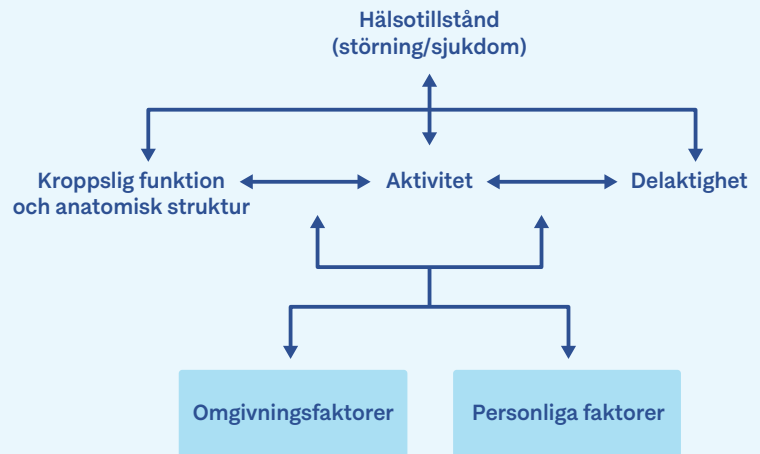 Hälsotillstånd
(störning/sjukdom)
Kroppslig funktion
och anatomisk struktur
Aktivitet
Delaktighet
Omgivningsfaktorer
Personliga faktorer